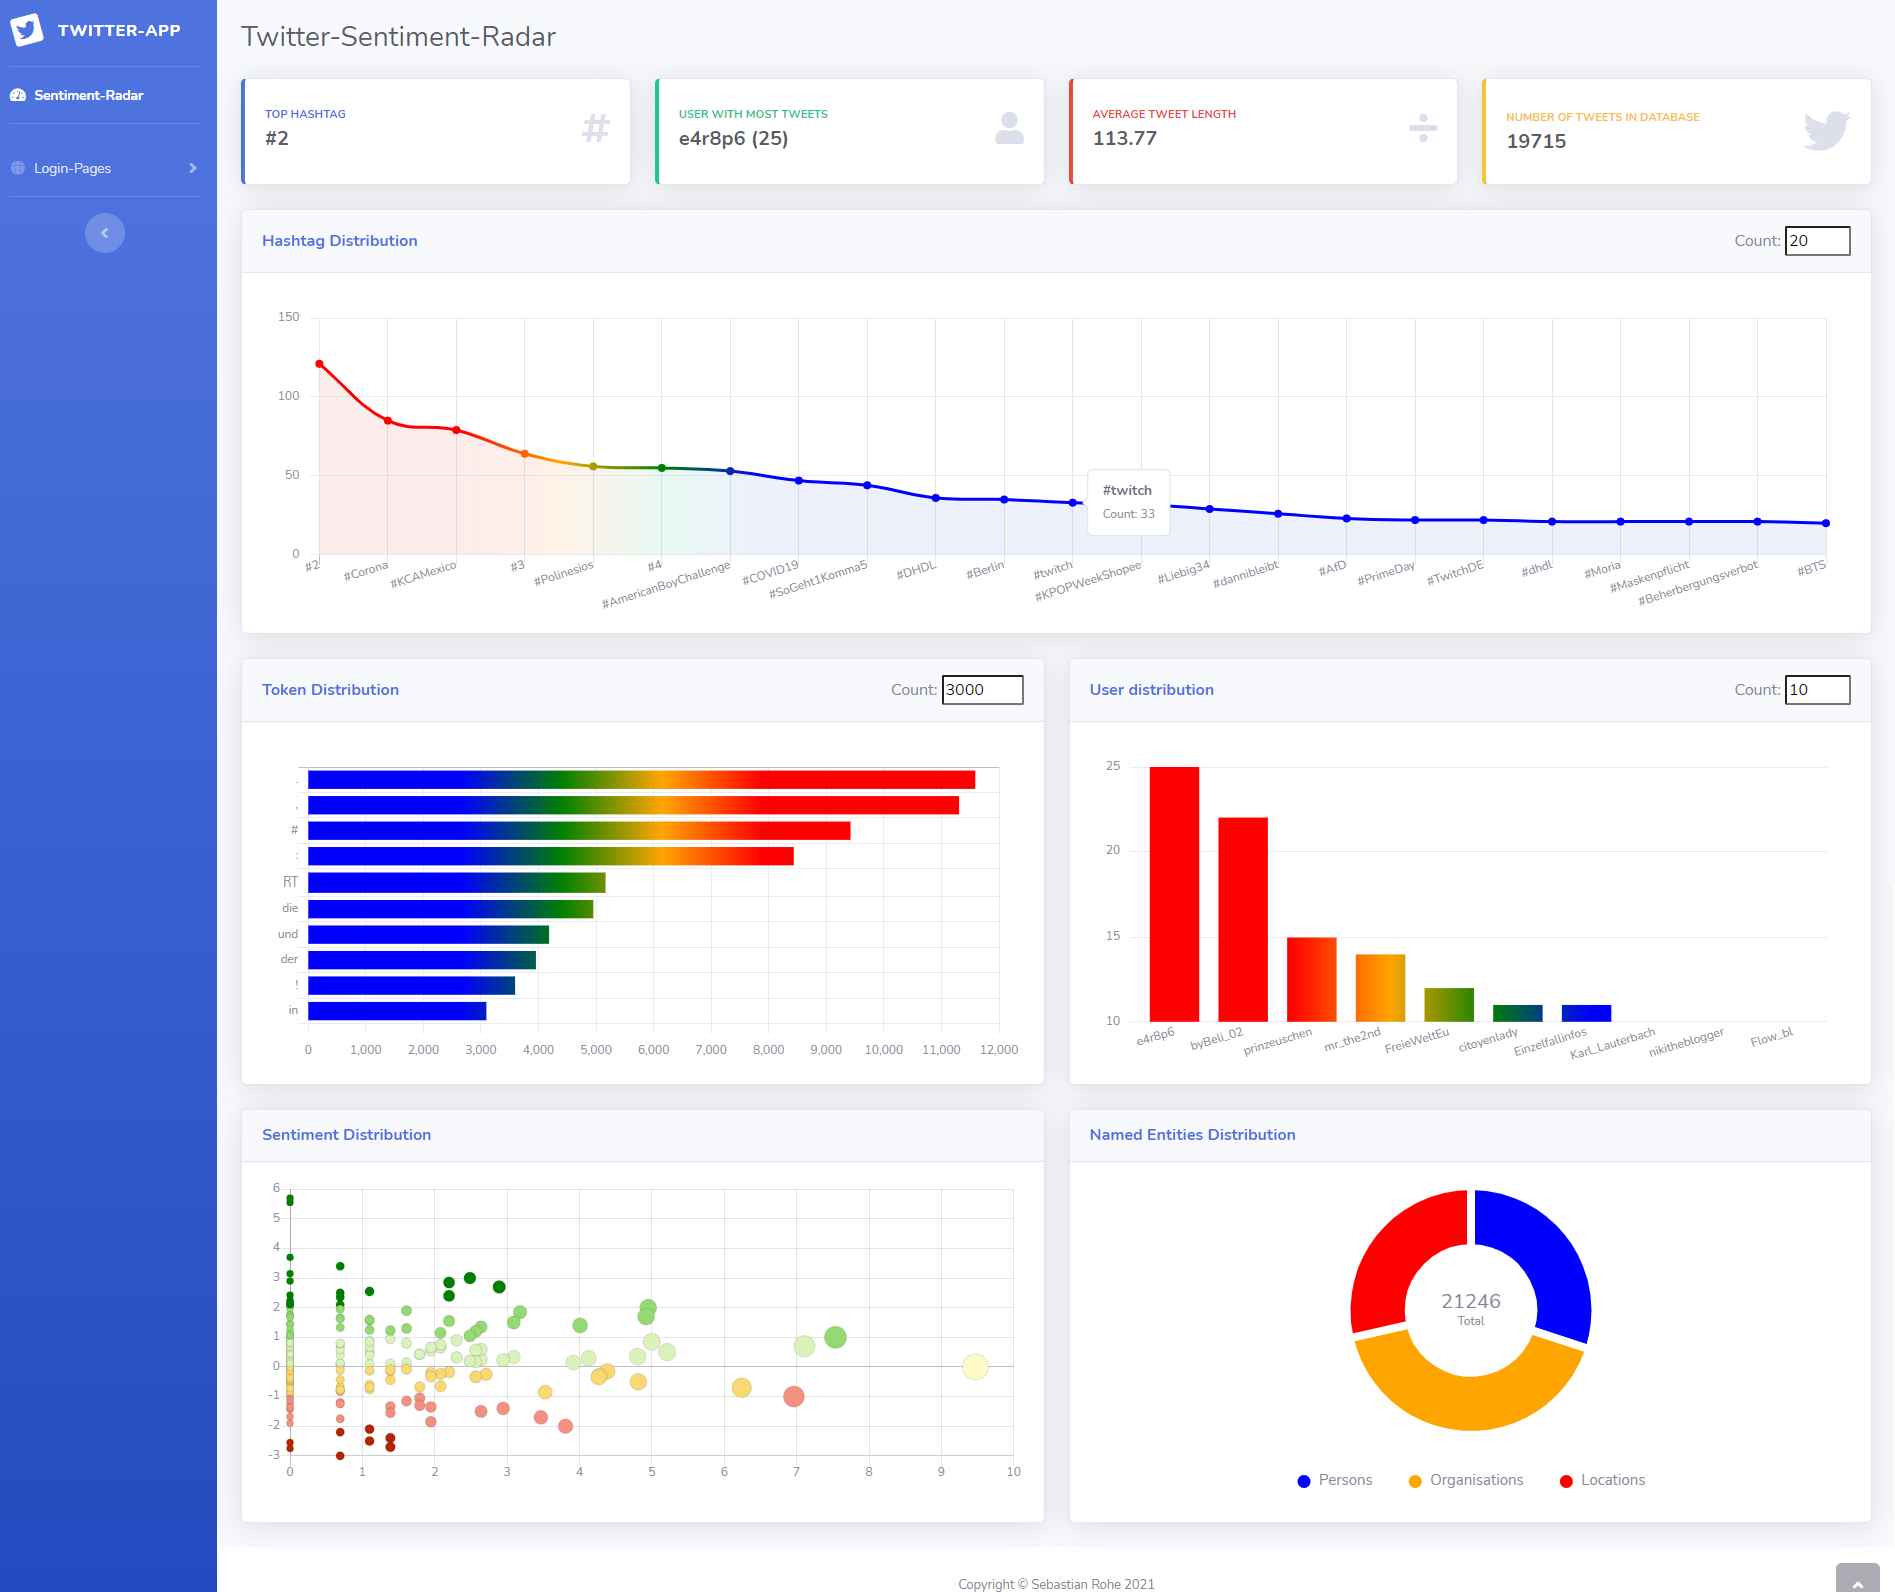 TWITTER-APP
Sentiment-Radar
Login-Pages
Twitter-Sentiment-Radar
TOP HASHTAG
#2
USER WITH MOST TWEETS
e4r8p6 (25)
AVERAGE TWEET LENGTH
113.77
NUMBER OF TWEETS IN DATABASE
19715
Hashtag Distribution
Count: 20
150
100
50
0
#twitch
Count: 33
#2
#Corona
#KCAMexico
#3
#Polinesios
#4
#AmericanBoyChallenge
#COVID19
#SoGeht1Komma5
#DHDL
#Berlin
#twitch
#KPOPWeekShopee
#Liebig34
#dannibleibt
#AfD
#PrimeDay
#TwitchDE
#dhdl
#Moria
#Maskenpflicht
#Beherbergungsverbot
#BTS
Token Distribution
Count: 3000
.
,
#
:
RT
die
und
der
!
in
0 1,000 2,000 3,000 4,000 5,000 6,000 7,000 8,000 9,000 10,000 11,000 12,000
User distribution
Count: 10
25
20
15
10
e4r8p6
byBeli_02
prinzeuschen
mr_the2nd
FreieWeltEu
citoyenlady
Einzelfallinfos
Karl_Lauterbach
nikitheblogger
Flow_bl
Sentiment Distribution
6
5
4
3
2
1
0
-1
-2
-3
0 1 2 3 4 5 6 7 8 9 10
Named Entities Distribution
21246
Total
Persons
Organisations
Locations
Copyright © Sebastian Rohe 2021